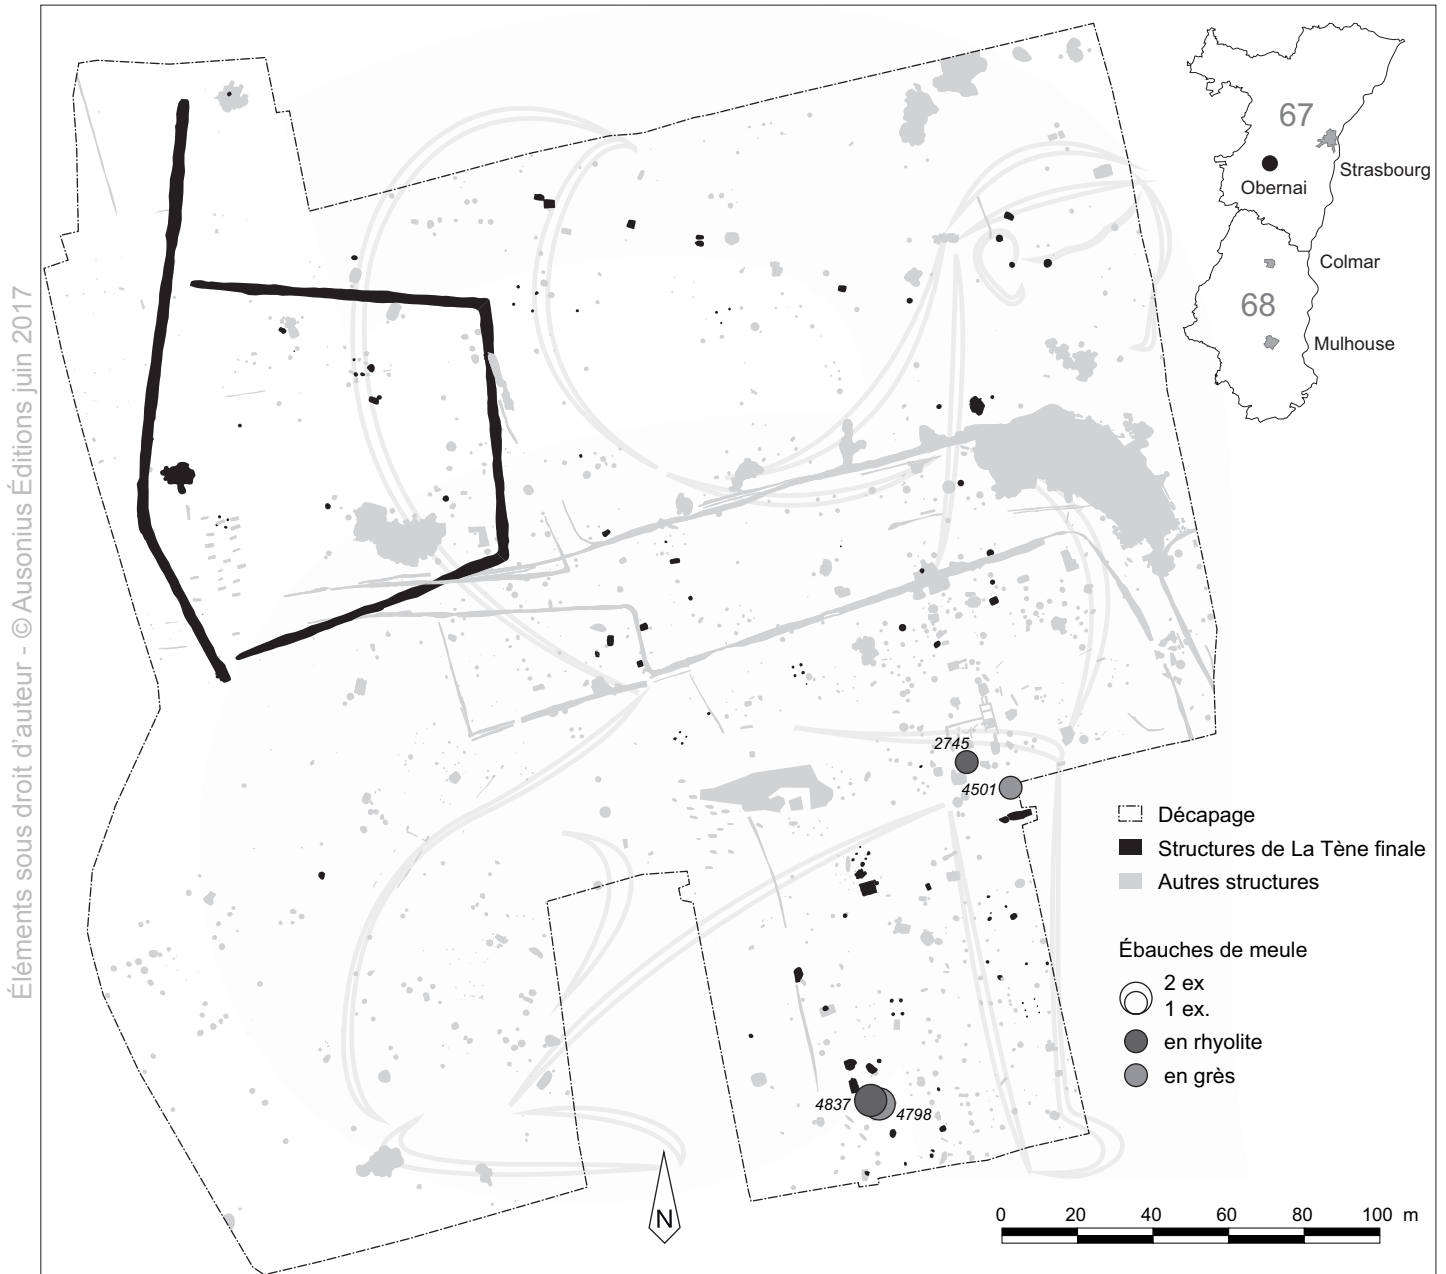 Éléments sous droit d'auteur - © Ausonius Éditions juin 2017
67
Strasbourg
Obernai
Colmar
68
Mulhouse
2745
4501
Décapage
Structures de La Tène finale
Autres structures
Ébauches de meule
2 ex
1 ex.
en rhyolite
en grès
4837
4798
N
0 20 40 60 80 100 m